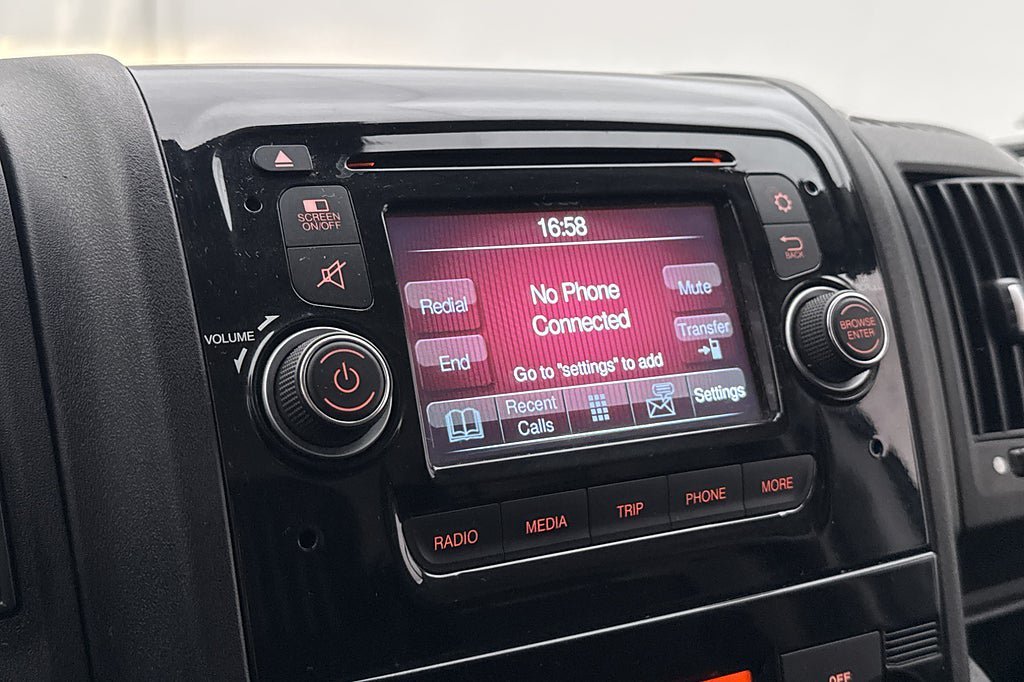 SCREEN
ON/OFF
VOLUME
16:58
Redial
No Phone
Connected
Mute
End
Transfer
Go to "settings" to add
Recent
Calls
Settings
BACK
BROWSE
ENTER
RADIO
MEDIA
TRIP
PHONE
MORE
OFF